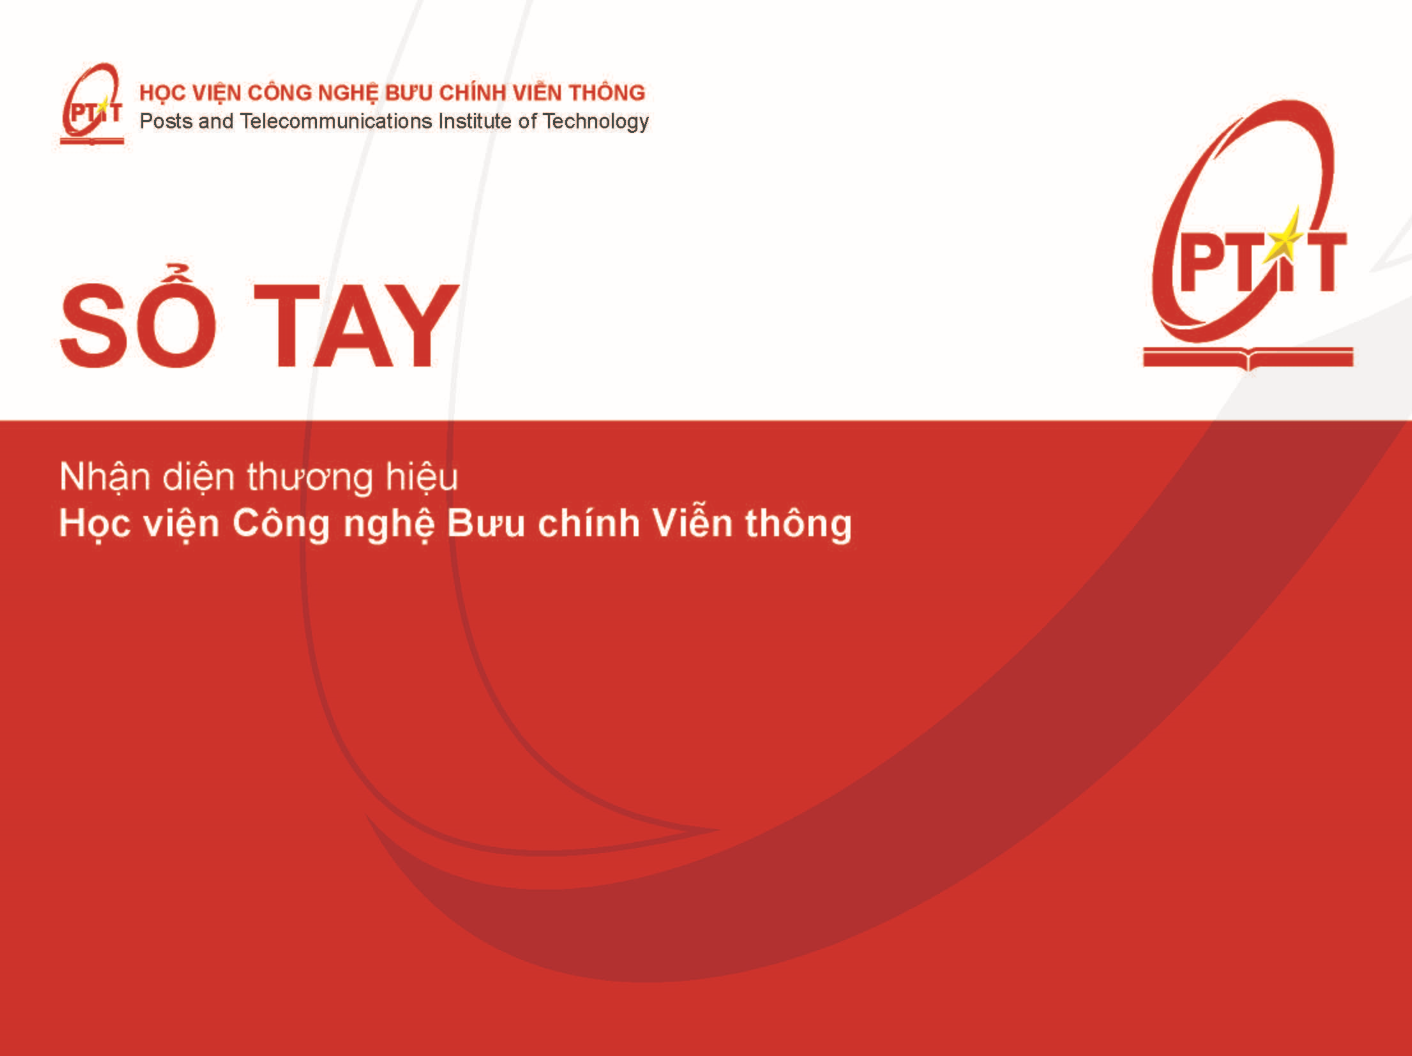 PTIT
HỌC VIỆN CÔNG NGHỆ BƯU CHÍNH VIỄN THÔNG
Posts and Telecommunications Institute of Technology
PTIT
SỔ TAY
Nhận diện thương hiệu
Học viện Công nghệ Bưu chính Viễn thông